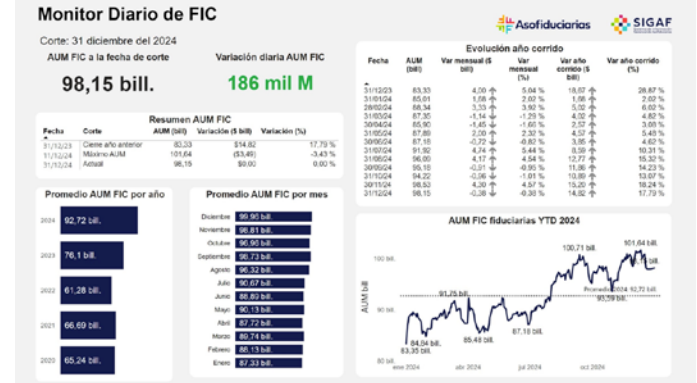 Monitor Diario de FIC
Asofiduciarias
SIGAF
Corte: 31 diciembre del 2024
AUM FIC a la fecha de corte
Variación diaria AUM FIC
98,15 bill.
186 mil M
Resumen AUM FIC
Fecha Corte AUM (bill) Variación ($ bill) Variación (%)
31/12/23 Cierre año anterior 83,33 $14,82 17,79 %
11/12/24 Máximo AUM 101,64 ($3,49) -3,43 %
31/12/24 Actual 98,15 $0,00 0,00 %
Evolución año corrido
Fecha AUM (bill) Var mensual ($ bill) Var mensual (%) Var año corrido ($ bill) Var año corrido (%)
31/12/23 83,33 4,00 5,04 % 18,67 28,87 %
31/01/24 85,01 1,68 2,02 % 1,68 2,02 %
28/02/24 88,34 3,33 3,92 % 5,02 6,02 %
31/03/24 87,35 -1,14 -1,29 % 4,02 4,82 %
30/04/24 85,90 -1,45 -1,66 % 2,57 3,08 %
31/05/24 87,89 2,00 2,32 % 4,57 5,48 %
30/06/24 87,18 -0,72 -0,82 % 3,85 4,62 %
31/07/24 91,92 4,74 5,44 % 8,59 10,31 %
31/08/24 96,00 4,17 4,54 % 12,77 15,32 %
30/09/24 95,18 -0,91 -0,95 % 11,86 14,23 %
31/10/24 94,22 -0,96 -1,01 % 10,89 13,07 %
30/11/24 98,53 4,30 4,57 % 15,20 18,24 %
31/12/24 98,15 -0,38 -0,38 % 14,82 17,79 %
Promedio AUM FIC por año
2024 92,72 bill.
2023 76,1 bill.
2022 61,28 bill.
2021 66,69 bill.
2020 65,24 bill.
Promedio AUM FIC por mes
Diciembre 99,96 bill.
Noviembre 98,81 bill.
Octubre 96,96 bill.
Septiembre 98,73 bill.
Agosto 96,32 bill.
Julio 90,67 bill.
Junio 88,89 bill.
Mayo 90,13 bill.
Abril 87,72 bill.
Marzo 89,74 bill.
Febrero 88,13 bill.
Enero 87,33 bill.
AUM FIC fiduciarias YTD 2024
AUM bill
100 bill.
90 bill.
80 bill.
83,35 bill.
84,84 bill.
91,75 bill.
85,48 bill.
87,18 bill.
100,71 bill.
93,59 bill.
101,64 bill.
Promedio 2024: 92,72 bill.
ene 2024 abr 2024 jul 2024 oct 2024